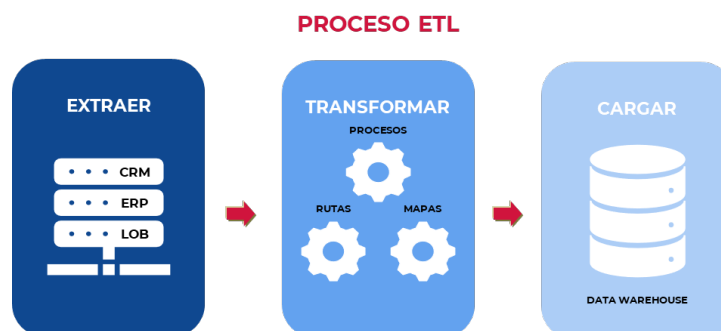 PROCESO ETL
EXTRAER
CRM
ERP
LOB
TRANSFORMAR
PROCESOS
RUTAS
MAPAS
CARGAR
DATA WAREHOUSE